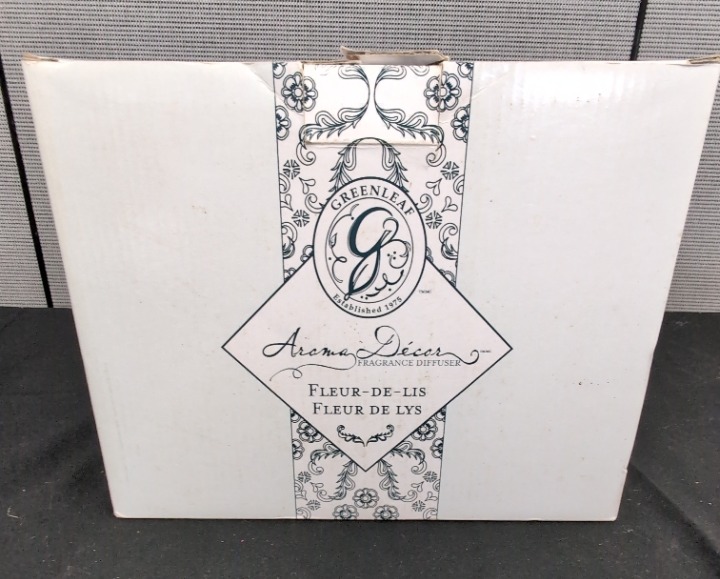 GREENLEAF
G
Established 1975
Aroma Décor
FRAGRANCE DIFFUSER
FLEUR-DE-LIS
FLEUR DE LYS